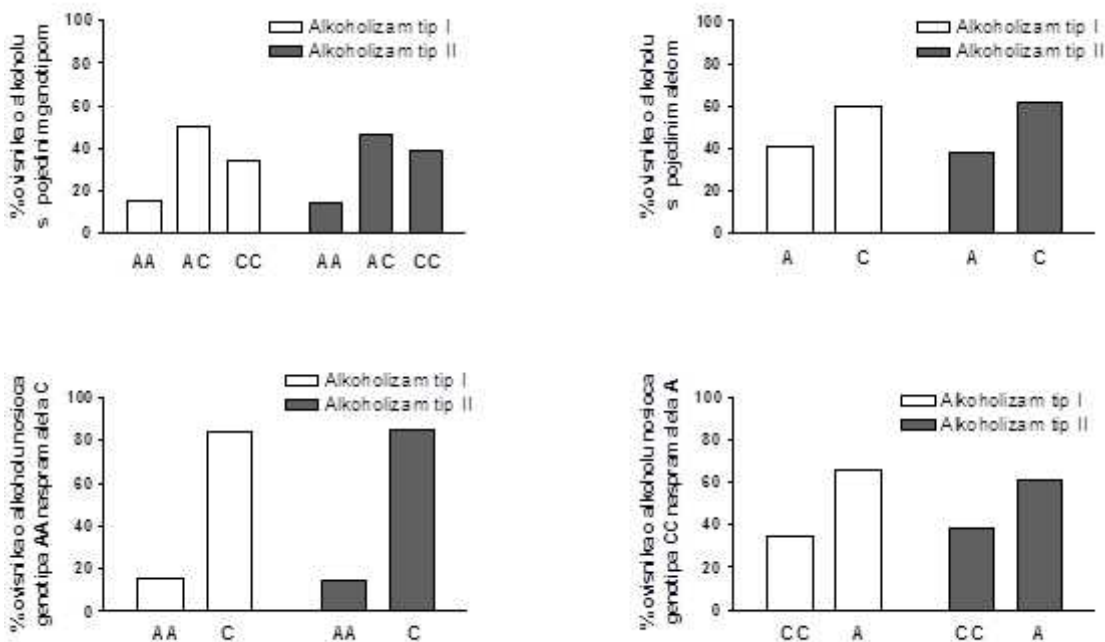 % ovisnika o alkoholu
s pojedinim genotipom
100
80
60
40
20
0
Alkoholizam tip I
Alkoholizam tip II
AA AC CC AA AC CC
% ovisnika o alkoholu
s pojedinim alelom
100
80
60
40
20
0
Alkoholizam tip I
Alkoholizam tip II
A C A C
% ovisnika o alkoholu nosioca
genotipa AA naspram alela C
100
80
60
40
20
0
Alkoholizam tip I
Alkoholizam tip II
AA C AA C
% ovisnika o alkoholu nosioca
genotipa CC naspram alela A
100
80
60
40
20
0
Alkoholizam tip I
Alkoholizam tip II
CC A CC A